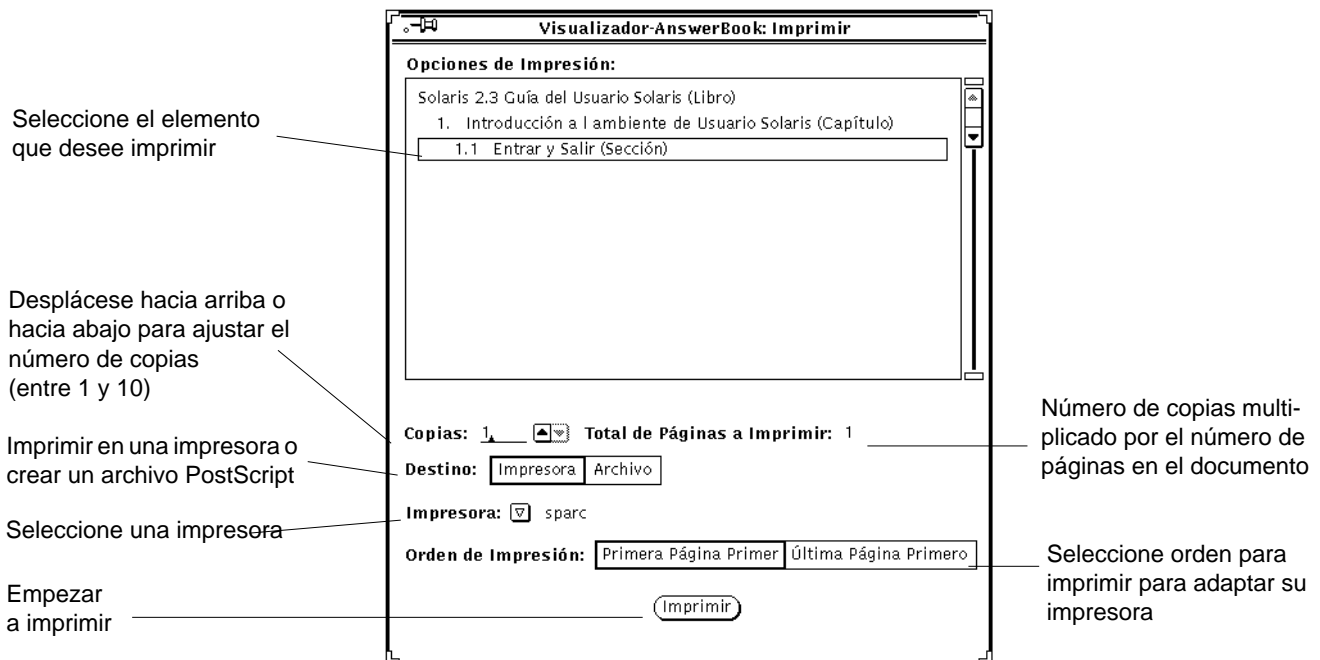 Visualizador-AnswerBook: Imprimir
Opciones de Impresión:
Solaris 2.3 Guía del Usuario Solaris (Libro)
1. Introducción a l ambiente de Usuario Solaris (Capítulo)
1.1 Entrar y Salir (Sección)
Seleccione el elemento
que desee imprimir
Desplácese hacia arriba o
hacia abajo para ajustar el
número de copias
(entre 1 y 10)
Copias: 1 Total de Páginas a Imprimir: 1
Número de copias multi-
plicado por el número de
páginas en el documento
Imprimir en una impresora o
crear un archivo PostScript
Destino: Impresora Archivo
Seleccione una impresora
Impresora: sparc
Orden de Impresión: Primera Página Primer Última Página Primero
Seleccione orden para
imprimir para adaptar su
impresora
Empezar
a imprimir
Imprimir